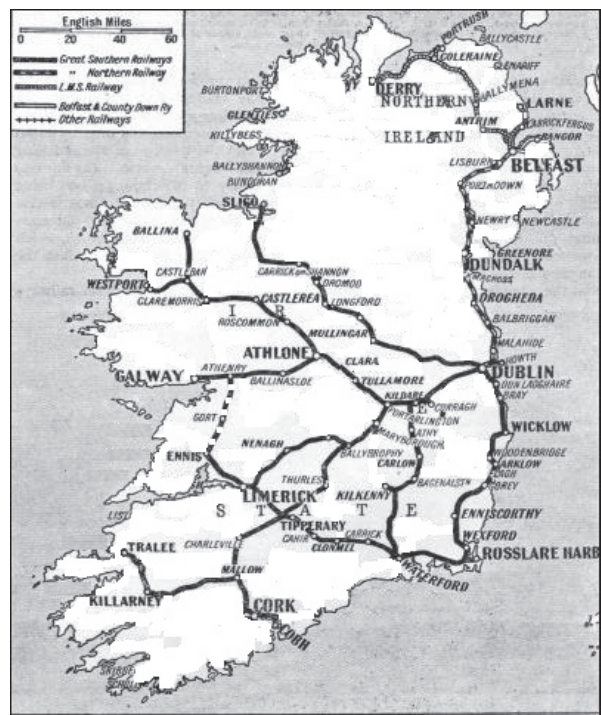 English Miles
0 20 40 60
Great Southern Railways
" Northern Railway
L.M.S. Railway
Belfast & County Down Ry
Other Railways
PORTRUSH
BALLYCASTLE
COLERAINE
GLENARIFF
DERRY
BALLYMENA
BURTONPORT
NORTHERN
LARNE
GLENTIES
ANTRIM
CARRICKFERGUS
KILLYBEGS
IRELAND
BANGOR
BALLYSHANNON
LISBURN
BELFAST
BUNDORAN
PORTADOWN
SLIGO
NEWRY
NEWCASTLE
BALLINA
GREENORE
CASTLEBAR
CARRICK on SHANNON
DUNDALK
WESTPORT
DROMOD
CLAREMORRIS
CASTLEREA
LONGFORD
DROGHEDA
IR
ROSCOMMON
BALBRIGGAN
MULLINGAR
MALAHIDE
ATHLONE
CLARA
HOWTH
GALWAY
ATHENRY
DUBLIN
BALLINASLOE
TULLAMORE
DUN LAOGHAIRE
KILDARE
CURRAGH
BRAY
E
PORTARLINGTON
GORT
ATHY
WICKLOW
MARYBOROUGH
ENNIS
NENAGH
BALLYBROPHY
CARLOW
WOODENBRIDGE
ARKLOW
THURLES
KILKENNY
GOREY
LIMERICK
STATE
ENNISCORTHY
LIST
TIPPERARY
WEXFORD
CHARLEVILLE
CAHIR
CARRICK
TRALEE
CLONMEL
ROSSLARE HARB
MALLOW
WATERFORD
KILLARNEY
CORK
COBH